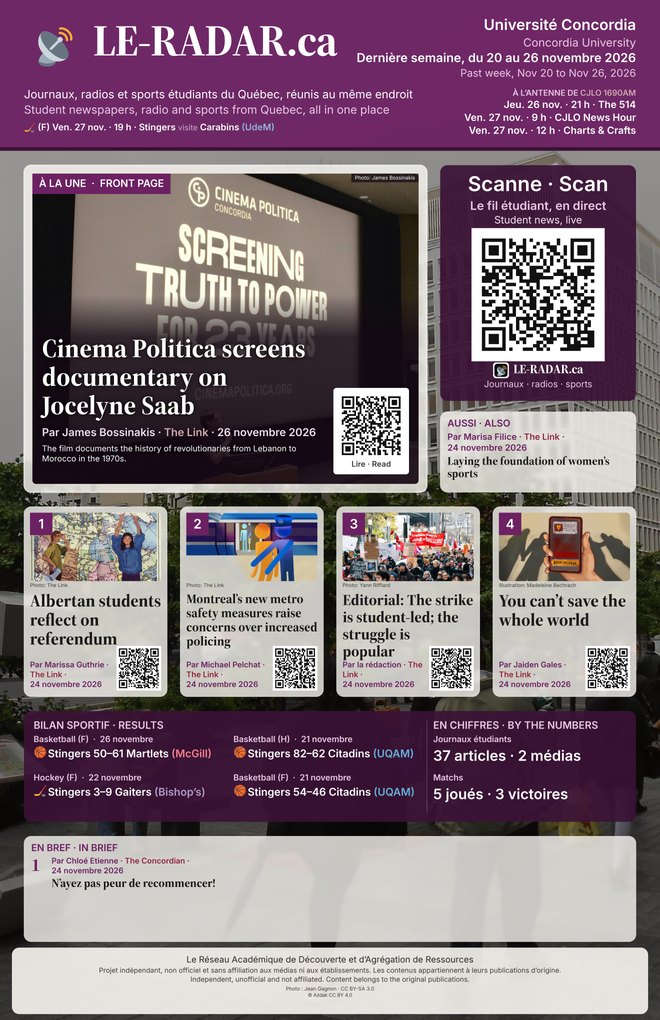 LE-RADAR.ca
Journaux, radios et sports étudiants du Québec, réunis au même endroit
Student newspapers, radio and sports from Quebec, all in one place
(F) Ven. 27 nov. · 19 h · Stingers visite Carabins (UdeM)
Université Concordia
Concordia University
Dernière semaine, du 20 au 26 novembre 2026
Past week, Nov 20 to Nov 26, 2026
À L'ANTENNE DE CJLO 1690AM
Jeu. 26 nov. · 21 h · The 514
Ven. 27 nov. · 9 h · CJLO News Hour
Ven. 27 nov. · 12 h · Charts & Crafts
À LA UNE · FRONT PAGE
Photo: James Bossinakis
CP CINEMA POLITICA
CONCORDIA
SCREENING
TRUTH TO POWER
FOR 23 YEARS
CINEMAPOLITICA.ORG
Cinema Politica screens
documentary on
Jocelyne Saab
Par James Bossinakis · The Link · 26 novembre 2026
The film documents the history of revolutionaries from Lebanon to
Morocco in the 1970s.
Lire · Read
Scanne · Scan
Le fil étudiant, en direct
Student news, live
LE-RADAR.ca
Journaux · radios · sports
AUSSI · ALSO
Par Marisa Filice · The Link ·
24 novembre 2026
Laying the foundation of women's
sports
1
Photo: The Link
Albertan students
reflect on
referendum
Par Marissa Guthrie ·
The Link ·
24 novembre 2026
2
Photo: The Link
Montreal's new metro
safety measures raise
concerns over increased
policing
Par Michael Pelchat ·
The Link ·
24 novembre 2026
3
Photo: Yann Rifflard
Editorial: The strike
is student-led; the
struggle is
popular
Par la rédaction · The
Link ·
24 novembre 2026
4
Illustration: Madeleine Bachrach
You can't save the
whole world
Par Jaiden Gales ·
The Link ·
24 novembre 2026
BILAN SPORTIF · RESULTS
Basketball (F) · 26 novembre
Stingers 50–61 Martlets (McGill)
Basketball (H) · 21 novembre
Stingers 82–62 Citadins (UQAM)
Hockey (F) · 22 novembre
Stingers 3–9 Gaiters (Bishop's)
Basketball (F) · 21 novembre
Stingers 54–46 Citadins (UQAM)
EN CHIFFRES · BY THE NUMBERS
Journaux étudiants
37 articles · 2 médias
Matchs
5 joués · 3 victoires
EN BREF · IN BRIEF
1
Par Chloé Etienne · The Concordian ·
24 novembre 2026
N'ayez pas peur de recommencer!
Le Réseau Académique de Découverte et d'Agrégation de Ressources
Projet indépendant, non officiel et sans affiliation aux médias ni aux établissements. Les contenus appartiennent à leurs publications d'origine.
Independent, unofficial and not affiliated. Content belongs to the original publications.
Photo : Jean Gagnon · CC BY-SA 3.0
© Azdak CC BY 4.0